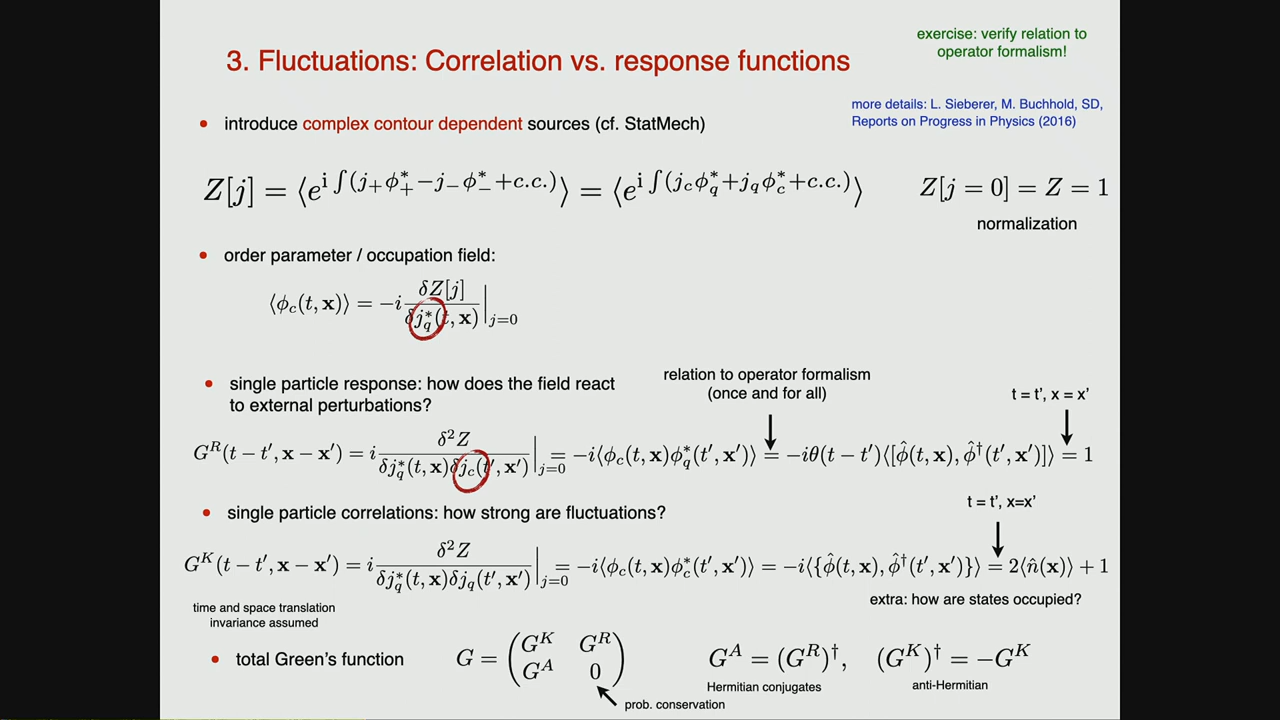 exercise: verify relation to
operator formalism!
3. Fluctuations: Correlation vs. response functions
more details: L. Sieberer, M. Buchhold, SD,
Reports on Progress in Physics (2016)
• introduce complex contour dependent sources (cf. StatMech)
Z[j] = ⟨e^{i ∫(j_+ϕ_+^* − j_−ϕ_−^* + c.c.)}⟩ = ⟨e^{i ∫(j_cϕ_q^* + j_qϕ_c^* + c.c.)}⟩ Z[j = 0] = Z = 1
normalization
• order parameter / occupation field:
⟨ϕ_c(t, x)⟩ = −i δZ[j] / δj_q^*(t, x) |_{j=0}
• single particle response: how does the field react
to external perturbations?
relation to operator formalism
(once and for all)
t = t', x = x'
G^R(t − t', x − x') = i δ²Z / δj_q^*(t, x)δj_c(t', x') |_{j=0} = −i⟨ϕ_c(t, x)ϕ_q^*(t', x')⟩ = −iθ(t − t')⟨[ϕ̂(t, x), ϕ̂^†(t', x')]⟩ = 1
• single particle correlations: how strong are fluctuations?
t = t', x=x'
G^K(t − t', x − x') = i δ²Z / δj_q^*(t, x)δj_q(t', x') |_{j=0} = −i⟨ϕ_c(t, x)ϕ_c^*(t', x')⟩ = −i⟨{ϕ̂(t, x), ϕ̂^†(t', x')}⟩ = 2⟨n̂(x)⟩ + 1
extra: how are states occupied?
time and space translation
invariance assumed
• total Green's function G = ( G^K G^R
G^A 0 ) G^A = (G^R)^†, (G^K)^† = −G^K
Hermitian conjugates anti-Hermitian
prob. conservation